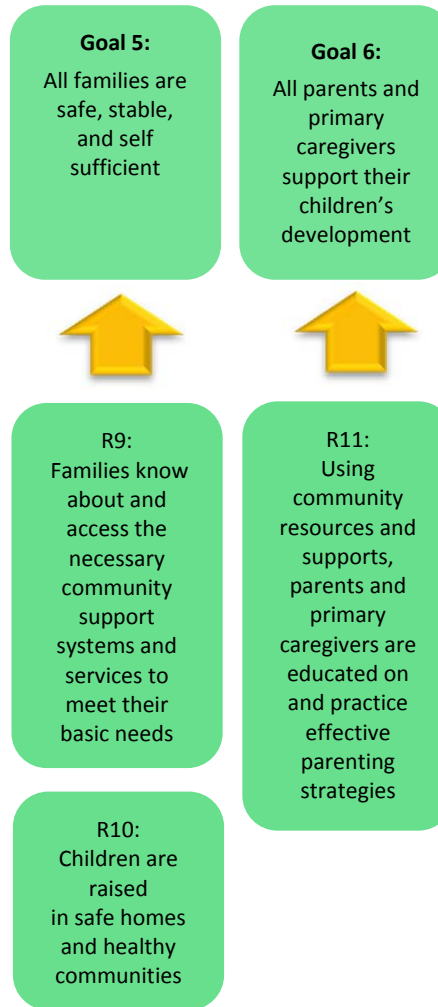 Goal 5:
All families are
safe, stable,
and self
sufficient
Goal 6:
All parents and
primary
caregivers
support their
children’s
development
R9:
Families know
about and
access the
necessary
community
support
systems and
services to
meet their
basic needs
R10:
Children are
raised
in safe homes
and healthy
communities
R11:
Using
community
resources and
supports,
parents and
primary
caregivers are
educated on
and practice
effective
parenting
strategies